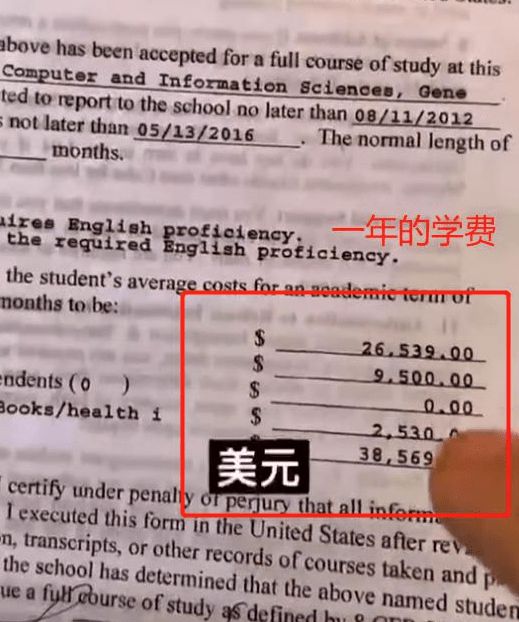 above has been accepted for a full course of study at this
Computer and Information Sciences, Gene
ted to report to the school no later than 08/11/2012
s not later than 05/13/2016. The normal length of
months.
uires English proficiency.
一年的学费
the required English proficiency.
the student's average costs for an academic term of
months to be:
$ 26,539.00
$ 9,500.00
endents (0) $ 0.00
Books/health i $ 2,530
38,569
美元
certify under penalty of perjury that all inform
I executed this form in the United States after rev
n, transcripts, or other records of courses taken and p
the school has determined that the above named studen
ue a full course of study as defined by 8